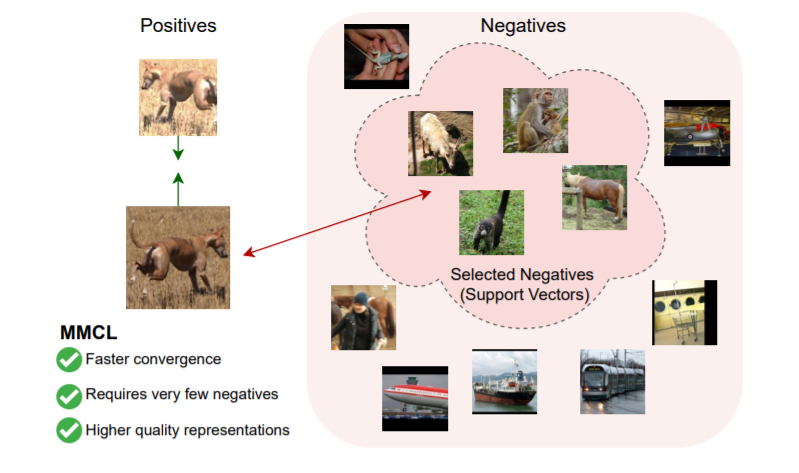 Positives
Negatives
Selected Negatives
(Support Vectors)
MMCL
Faster convergence
Requires very few negatives
Higher quality representations